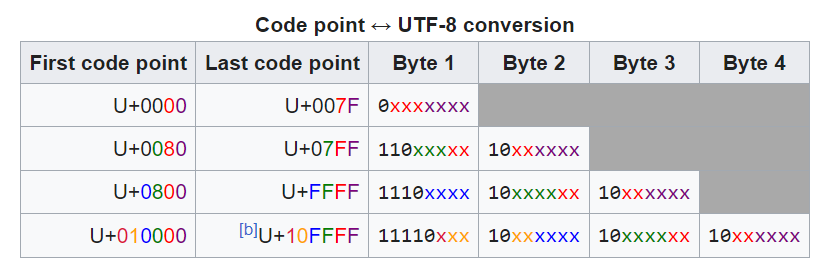 Code point ↔ UTF-8 conversion
First code point Last code point Byte 1 Byte 2 Byte 3 Byte 4
U+0000 U+007F 0xxxxxxx
U+0080 U+07FF 110xxxxx 10xxxxxx
U+0800 U+FFFF 1110xxxx 10xxxxxx 10xxxxxx
U+010000 [b]U+10FFFF 11110xxx 10xxxxxx 10xxxxxx 10xxxxxx